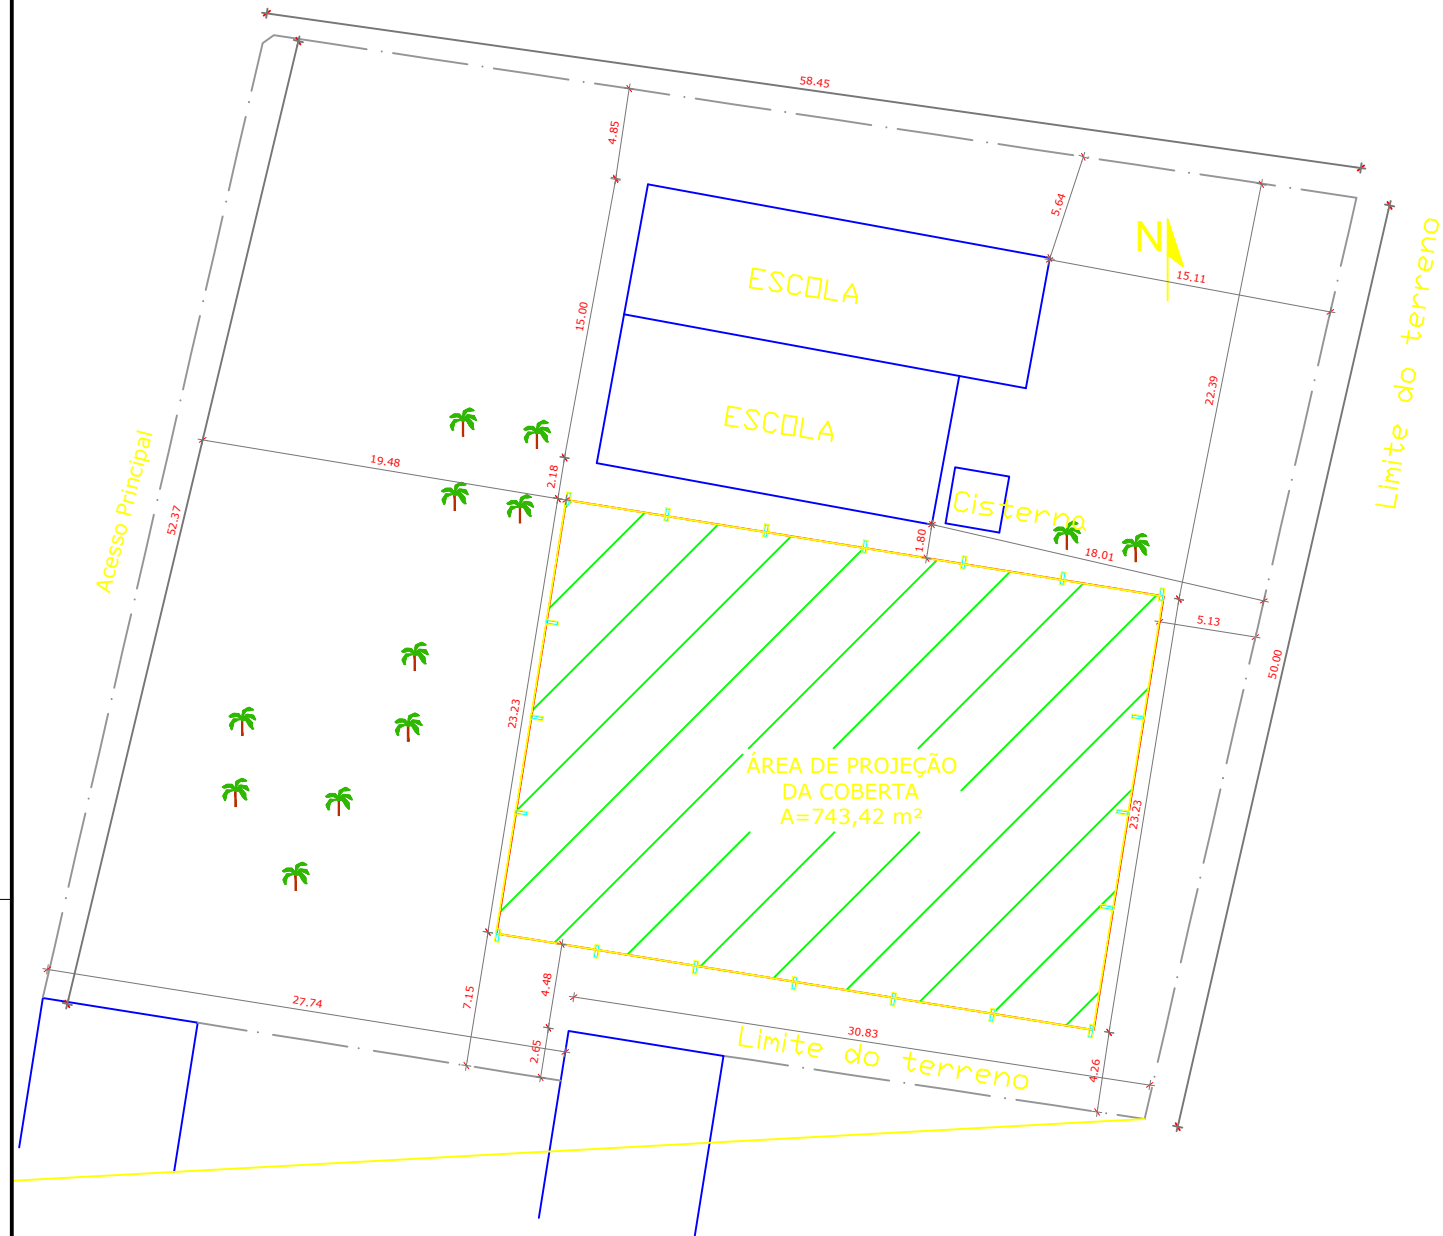 58.45
4.85
5.64
N
15.11
ESCOLA
15.00
22.39
Limite do terreno
ESCOLA
19.48
2.18
Acesso Principal
52.37
Cisterna
1.80
18.01
5.13
50.00
23.23
ÁREA DE PROJEÇÃO
DA COBERTA
A=743,42 m²
23.23
7.15
4.48
27.74
30.83
2.65
Limite do terreno
4.26